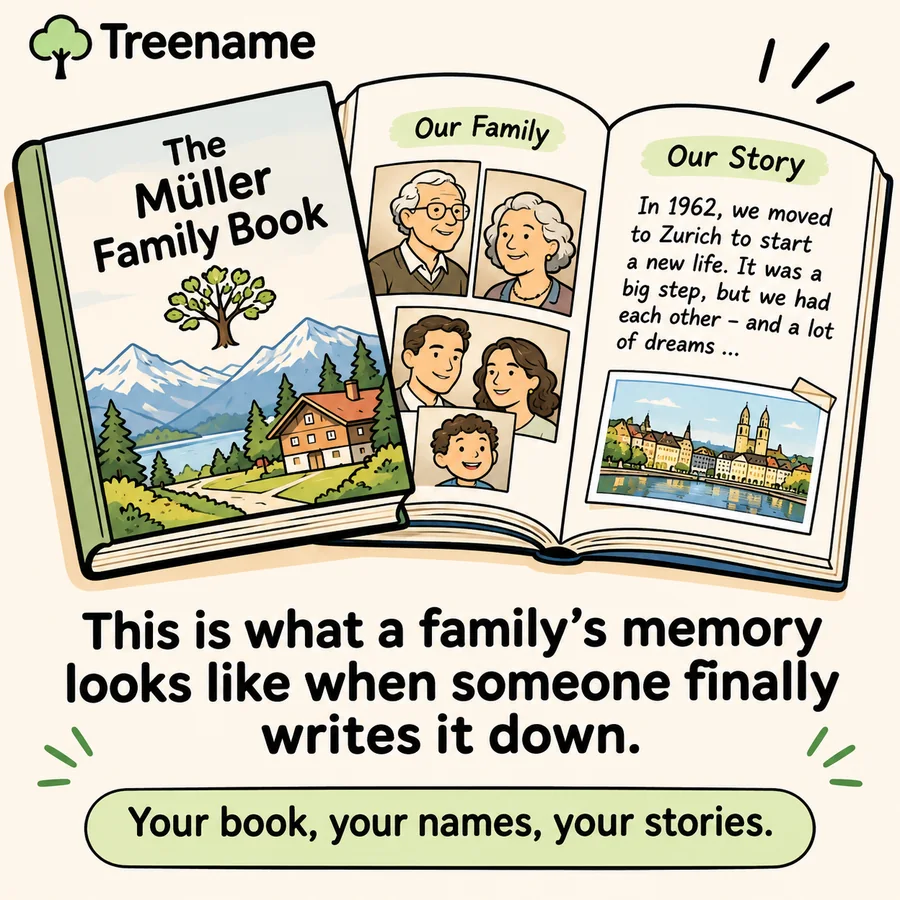 Treename
The
Müller
Family Book
Our Family
Our Story
In 1962, we moved
to Zurich to start
a new life. It was a
big step, but we had
each other – and a lot
of dreams ...
This is what a family’s memory
looks like when someone finally
writes it down.
Your book, your names, your stories.